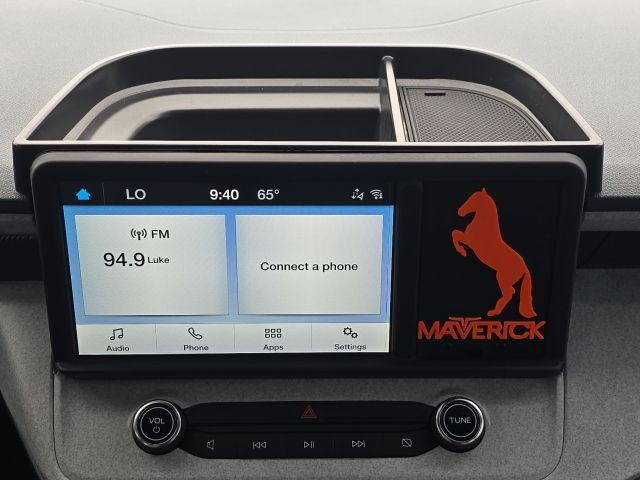 LO 9:40 65°
FM
94.9 Luke
Connect a phone
Audio Phone Apps Settings
MAVERICK
VOL
TUNE